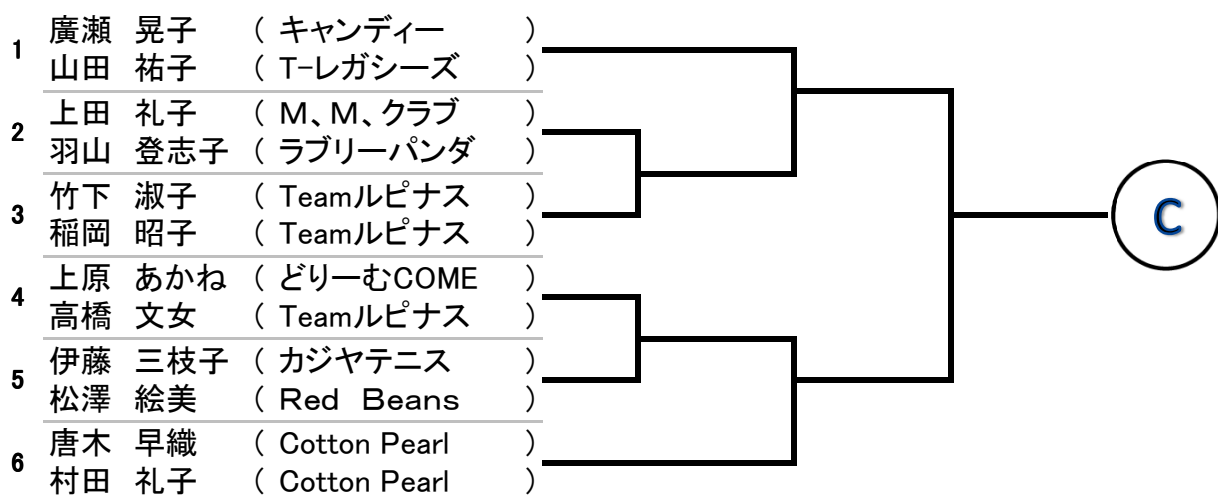 1 廣瀬 晃子 ( キャンディー )
山田 祐子 ( T-レガシーズ )
2 上田 礼子 ( M、M、クラブ )
羽山 登志子 ( ラブリーパンダ )
3 竹下 淑子 ( Teamルピナス )
稲岡 昭子 ( Teamルピナス )
4 上原 あかね ( どりーむCOME )
高橋 文女 ( Teamルピナス )
5 伊藤 三枝子 ( カジヤテニス )
松澤 絵美 ( Red Beans )
6 唐木 早織 ( Cotton Pearl )
村田 礼子 ( Cotton Pearl )
C